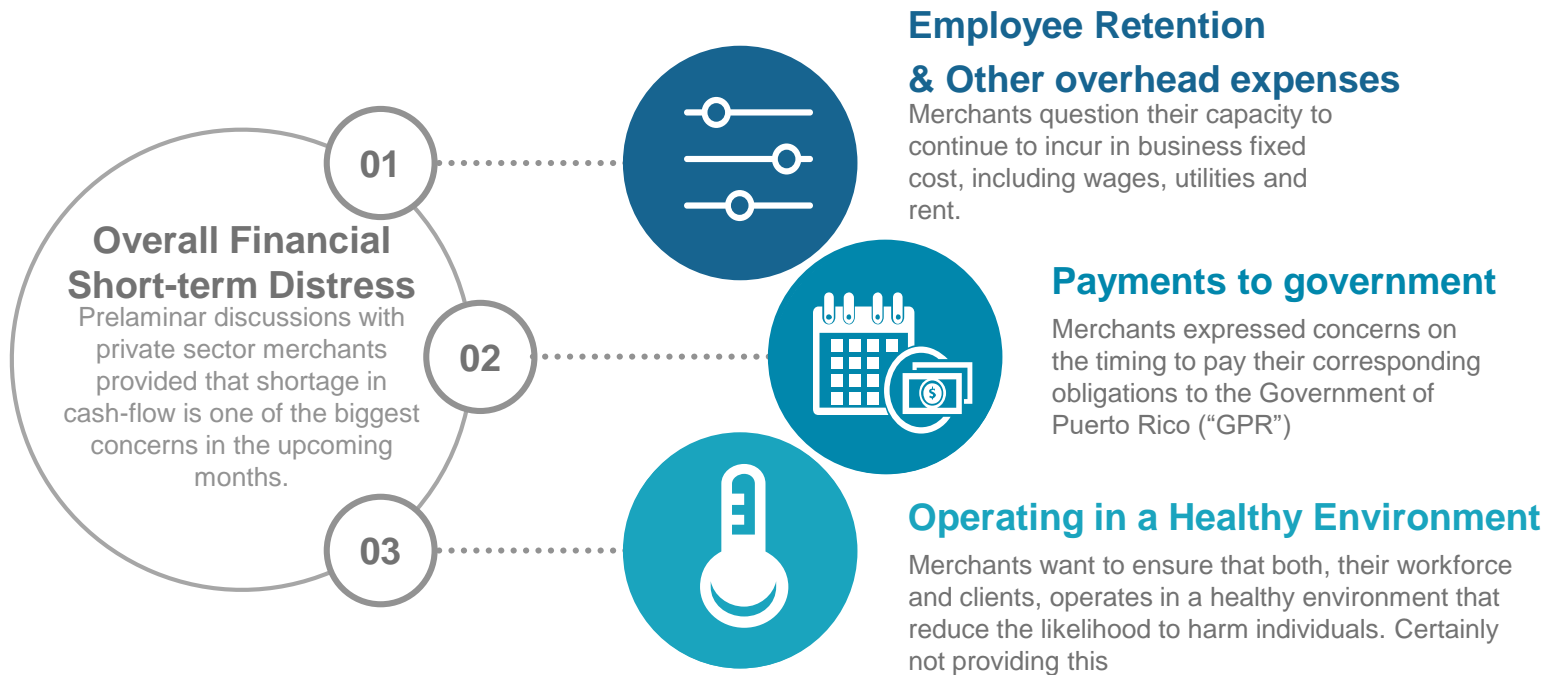 Overall Financial
Short-term Distress
Prelaminar discussions with
private sector merchants
provided that shortage in
cash-flow is one of the biggest
concerns in the upcoming
months.
01
Employee Retention
& Other overhead expenses
Merchants question their capacity to
continue to incur in business fixed
cost, including wages, utilities and
rent.
02
$
Payments to government
Merchants expressed concerns on
the timing to pay their corresponding
obligations to the Government of
Puerto Rico (“GPR”)
03
Operating in a Healthy Environment
Merchants want to ensure that both, their workforce
and clients, operates in a healthy environment that
reduce the likelihood to harm individuals. Certainly
not providing this